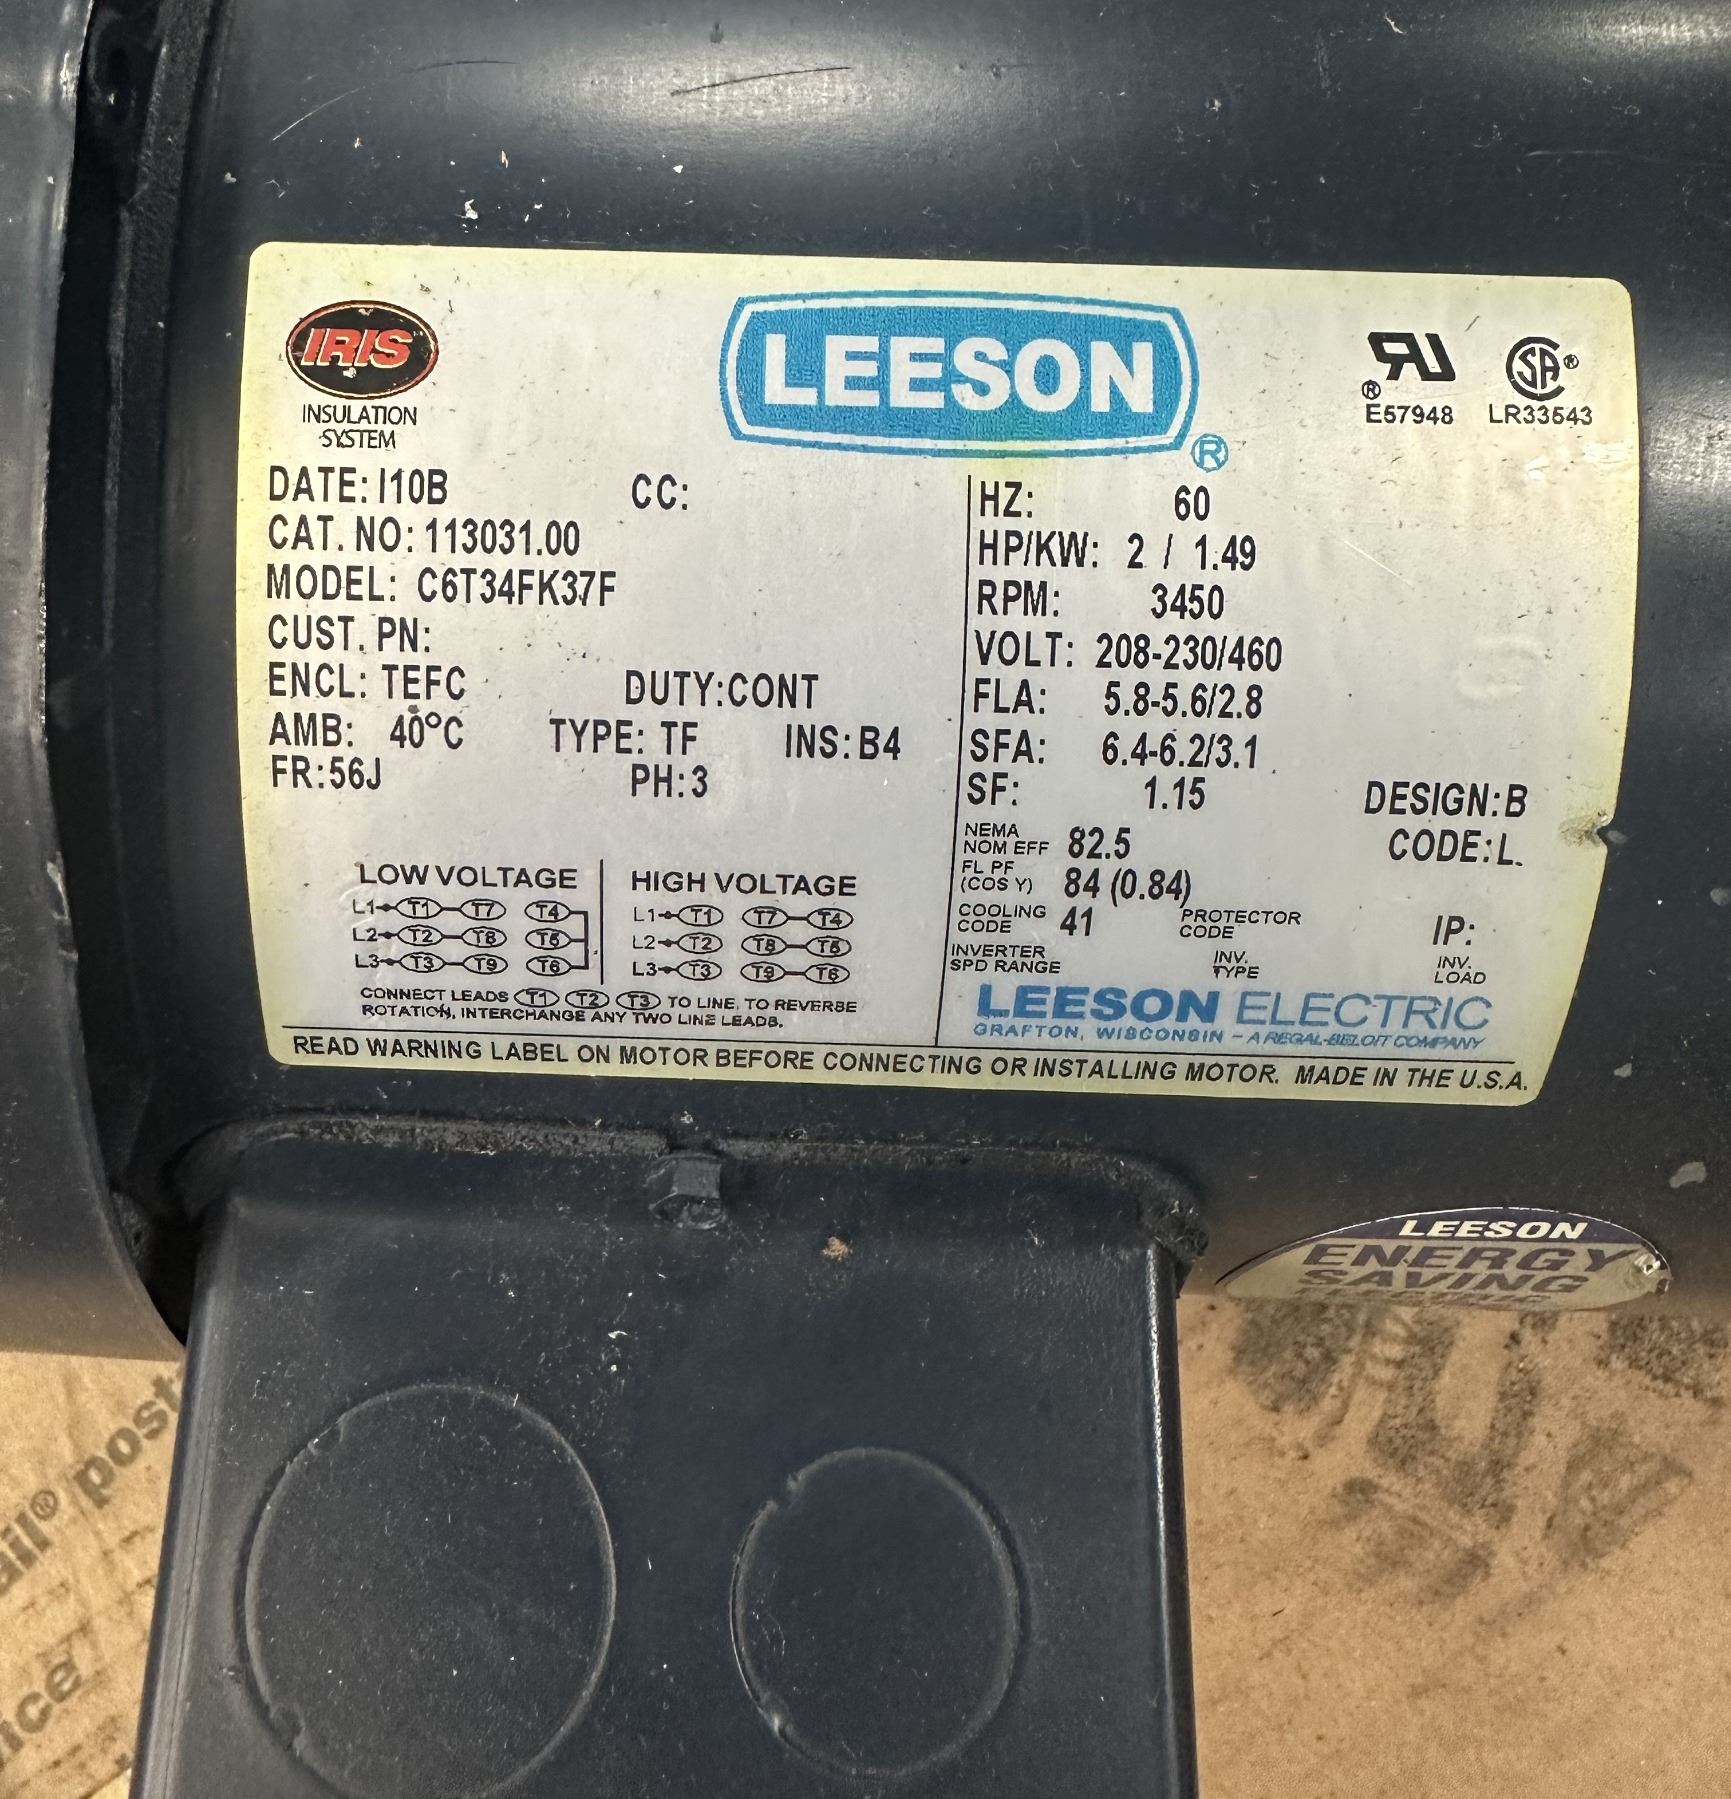 IRIS
INSULATION
SYSTEM
LEESON ®
® E57948
SA ®
LR33543
DATE: I10B CC:
CAT. NO: 113031.00
MODEL: C6T34FK37F
CUST. PN:
ENCL: TEFC DUTY:CONT
AMB: 40°C TYPE: TF INS: B4
FR:56J PH:3
HZ: 60
HP/KW: 2 / 1.49
RPM: 3450
VOLT: 208-230/460
FLA: 5.8-5.6/2.8
SFA: 6.4-6.2/3.1
SF: 1.15 DESIGN:B
NEMA
NOM EFF 82.5 CODE:L
FL PF
(COS Y) 84 (0.84)
COOLING
CODE 41 PROTECTOR
CODE IP:
INVERTER
SPD RANGE INV.
TYPE INV.
LOAD
LOW VOLTAGE
L1 T1 T7 T4
L2 T2 T8 T5
L3 T3 T9 T6
HIGH VOLTAGE
L1 T1 T7 T4
L2 T2 T8 T5
L3 T3 T9 T6
CONNECT LEADS T1 T2 T3 TO LINE. TO REVERSE
ROTATION, INTERCHANGE ANY TWO LINE LEADS.
LEESON ELECTRIC
GRAFTON, WISCONSIN – A REGAL-BELOIT COMPANY
READ WARNING LABEL ON MOTOR BEFORE CONNECTING OR INSTALLING MOTOR. MADE IN THE U.S.A.
LEESON
ENERGY
SAVING